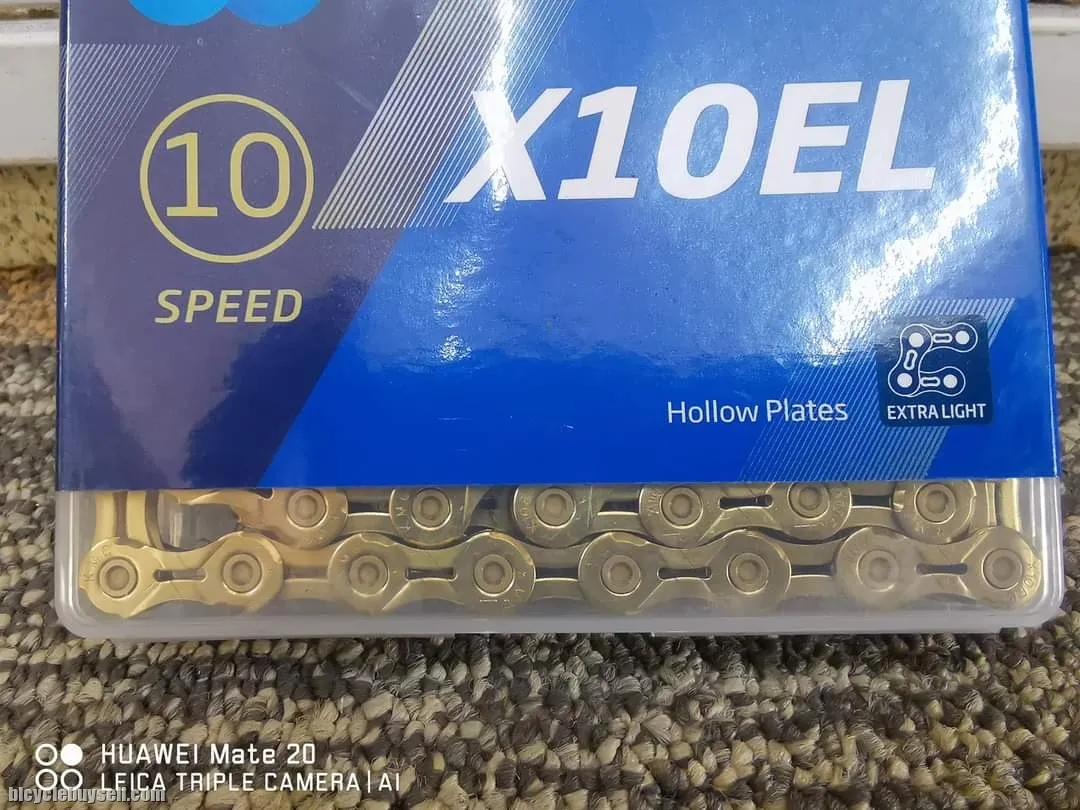 X10EL
10
SPEED
Hollow Plates
EXTRA LIGHT
HUAWEI Mate 20
LEICA TRIPLE CAMERA | AI
bicyclebuysell.com